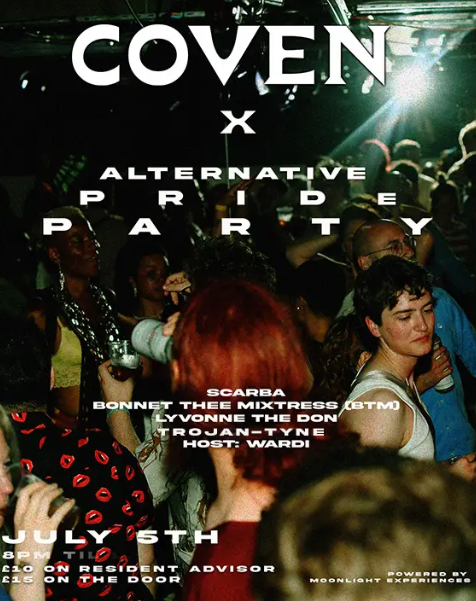 COVEN
X
ALTERNATIVE
PRIDe
PARTY
SCARBA
BONNET THEE MIXTRESS (BTM)
LYVONNE THE DON
TROJAN-TYNE
HOST: WARDI
JULY 5TH
8PM TIL
£10 ON RESIDENT ADVISOR
£15 ON THE DOOR
POWERED BY
MOONLIGHT EXPERIENCES